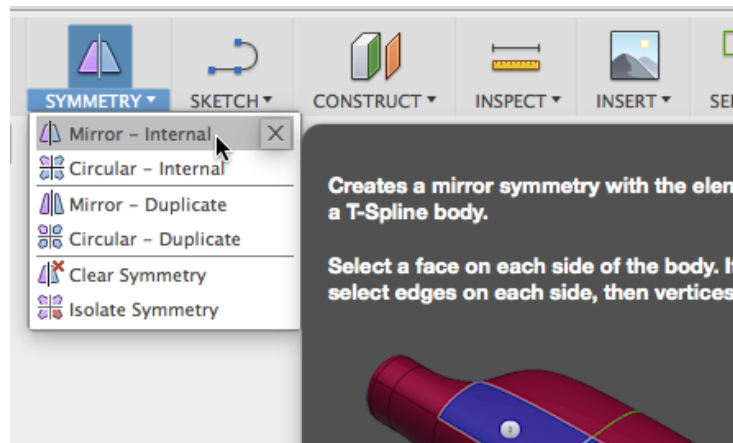 SYMMETRY SKETCH CONSTRUCT INSPECT INSERT
Mirror - Internal
Circular - Internal
Mirror - Duplicate
Circular - Duplicate
Clear Symmetry
Isolate Symmetry
Creates a mirror symmetry with the
a T-Spline body.
Select a face on each side of the body.
select edges on each side, then vertices
1